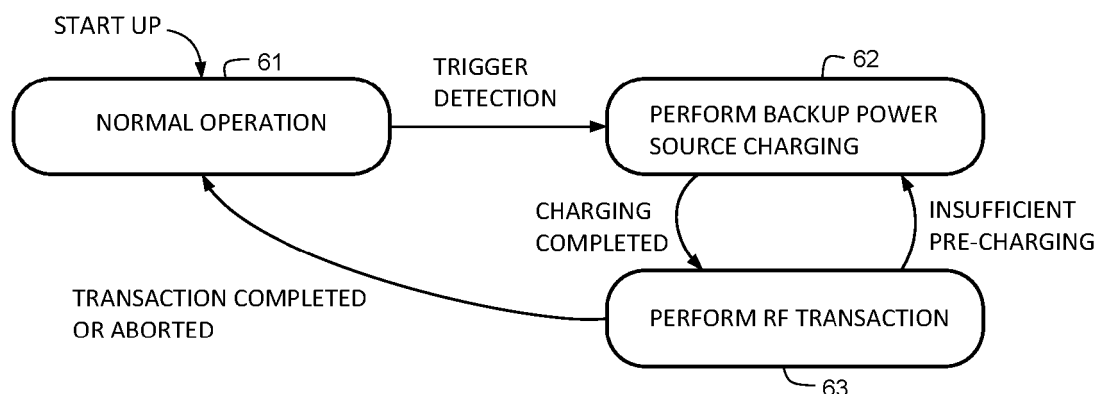 START UP
61
NORMAL OPERATION
TRIGGER
DETECTION
62
PERFORM BACKUP POWER
SOURCE CHARGING
CHARGING
COMPLETED
INSUFFICIENT
PRE-CHARGING
TRANSACTION COMPLETED
OR ABORTED
PERFORM RF TRANSACTION
63